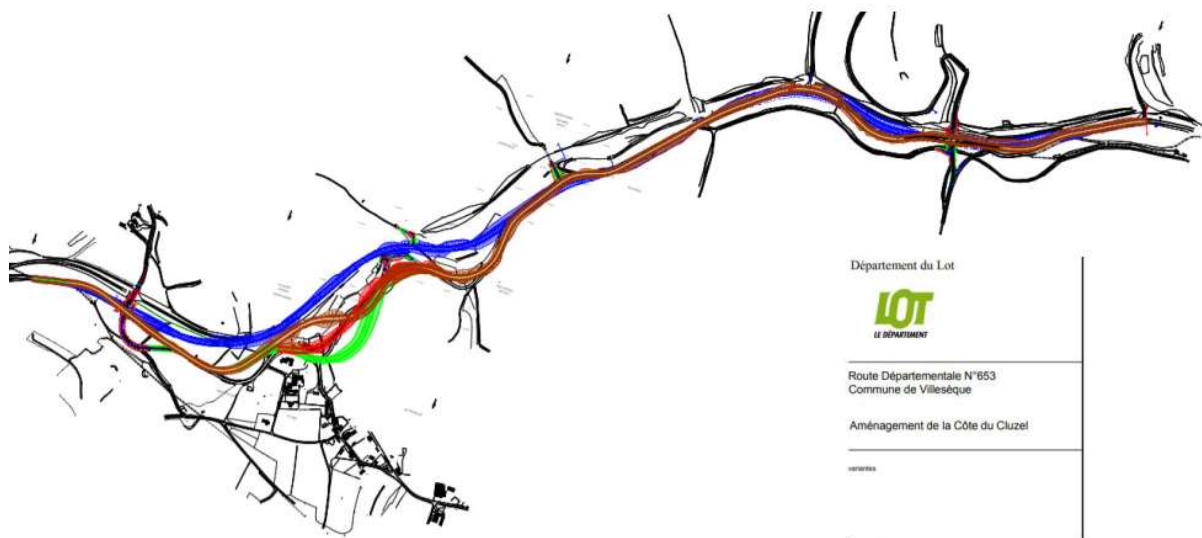 Département du Lot
LOT
LE DÉPARTEMENT
Route Départementale N°653
Commune de Villesèque
Aménagement de la Côte du Cluzel
variantes